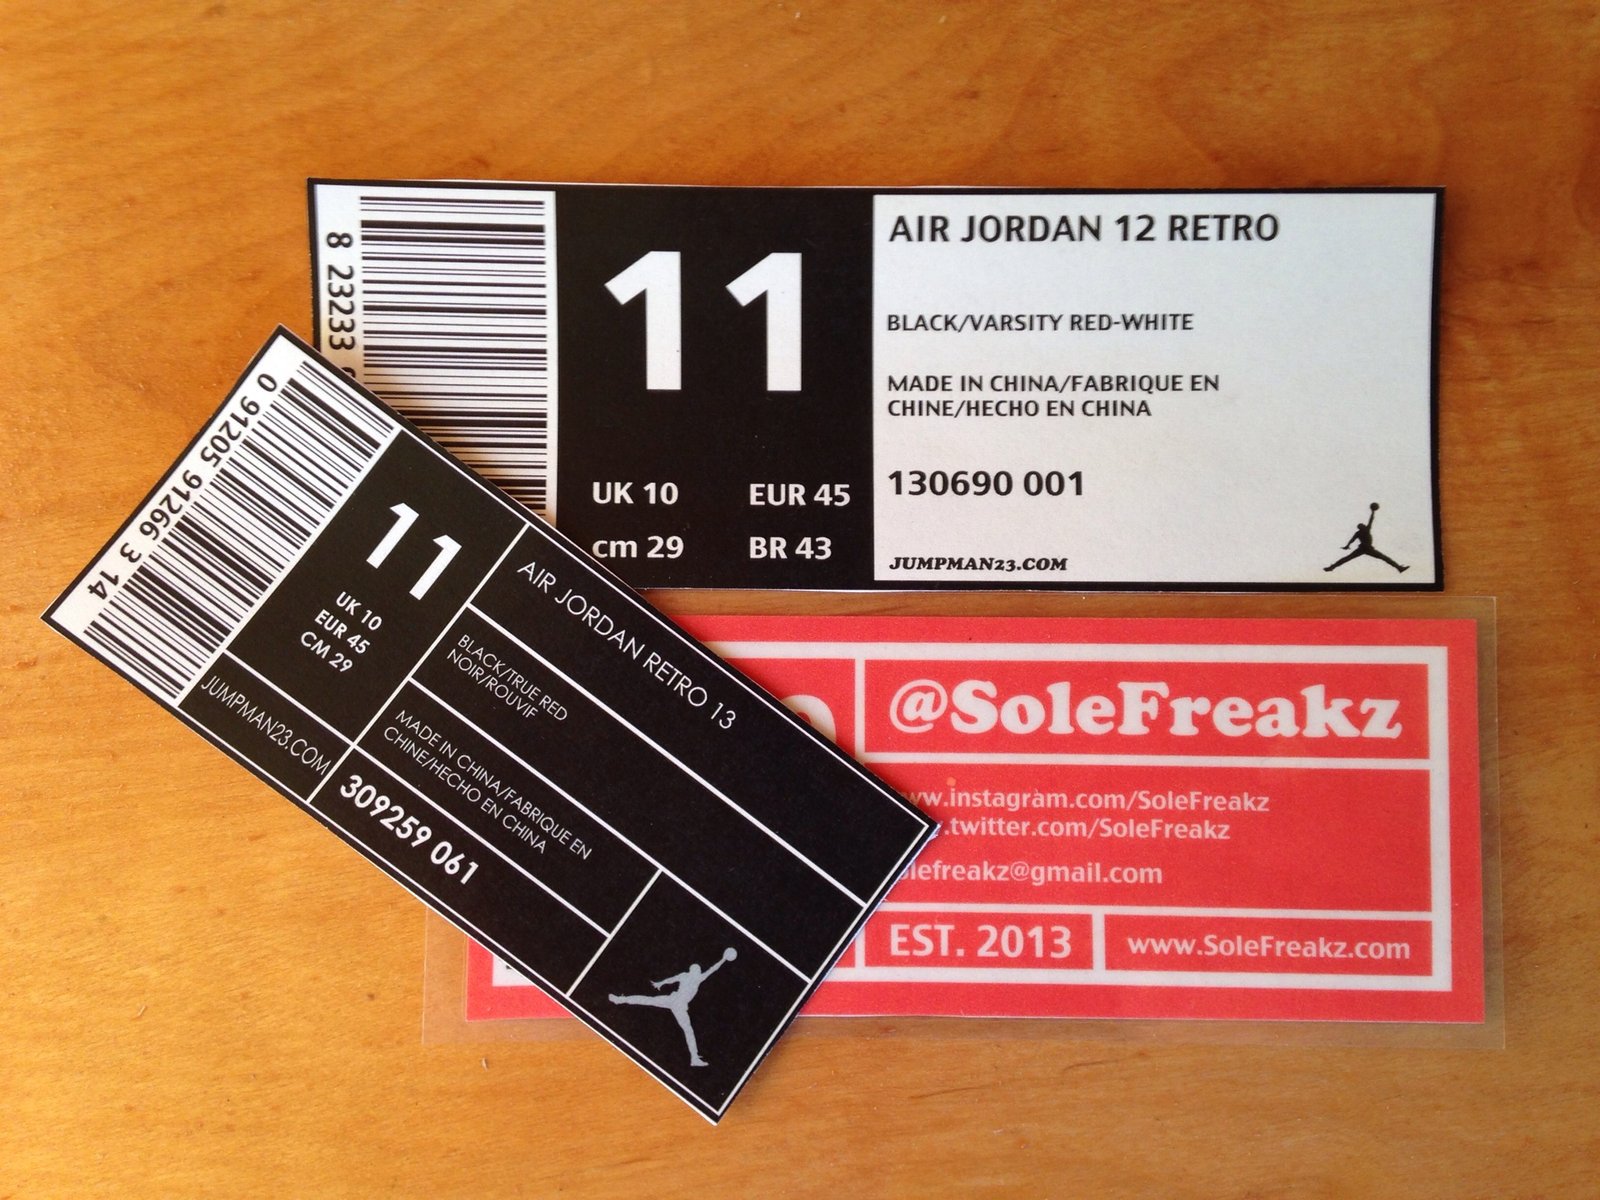 8 23233
11
UK 10
EUR 45
cm 29
BR 43
AIR JORDAN 12 RETRO
BLACK/VARSITY RED-WHITE
MADE IN CHINA/FABRIQUE EN
CHINE/HECHO EN CHINA
130690 001
JUMPMAN23.COM
0 91205 91266 3 14
11
UK 10
EUR 45
CM 29
JUMPMAN23.COM
AIR JORDAN RETRO 13
BLACK/TRUE RED
NOIR/ROUVIF
MADE IN CHINA/FABRIQUE EN
CHINE/HECHO EN CHINA
309259 061
@SoleFreakz
.instagram.com/SoleFreakz
.twitter.com/SoleFreakz
lefreakz@gmail.com
EST. 2013
www.SoleFreakz.com